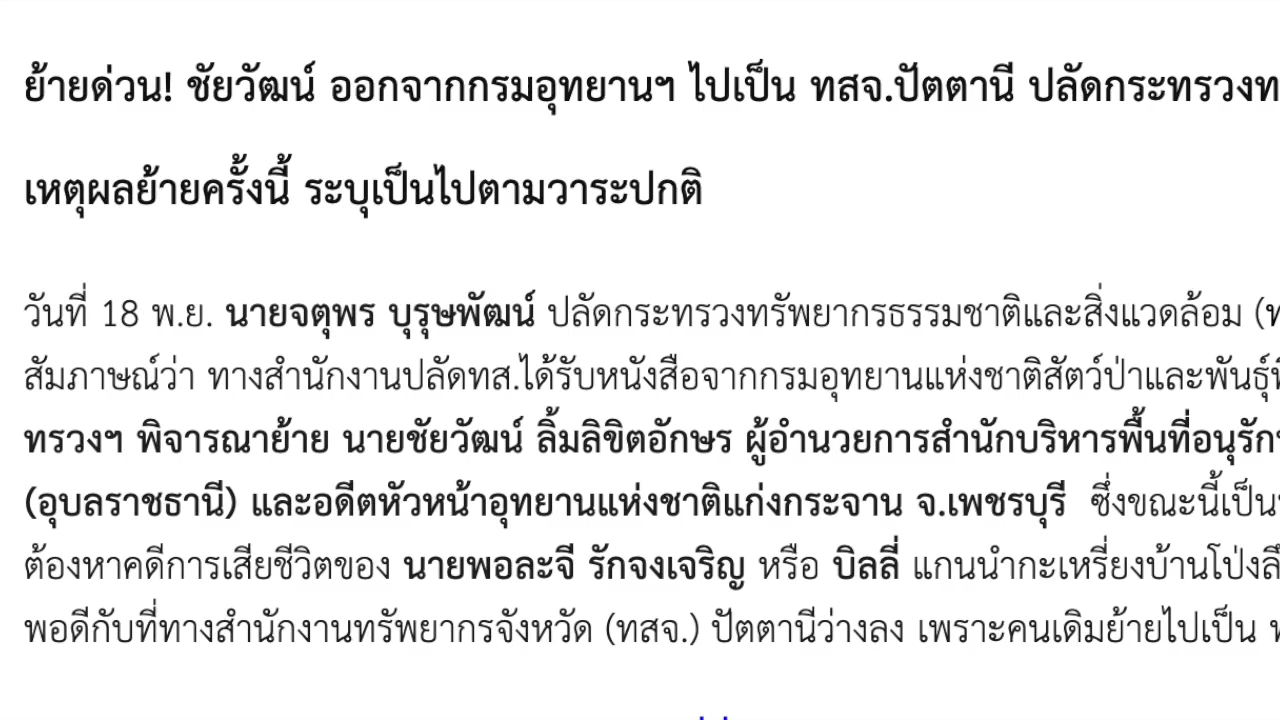 ย้ายด่วน! ชัยวัฒน์ ออกจากกรมอุทยานฯ ไปเป็น ทสจ.ปัตตานี ปลัดกระทรวงท
เหตุผลย้ายครั้งนี้ ระบุเป็นไปตามวาระปกติ
วันที่ 18 พ.ย. นายจตุพร บุรุษพัฒน์ ปลัดกระทรวงทรัพยากรธรรมชาติและสิ่งแวดล้อม (ท
สัมภาษณ์ว่า ทางสำนักงานปลัดทส.ได้รับหนังสือจากกรมอุทยานแห่งชาติสัตว์ป่าและพันธุ์
ทรวงฯ พิจารณาย้าย นายชัยวัฒน์ ลิ้มลิขิตอักษร ผู้อำนวยการสำนักบริหารพื้นที่อนุรัก
(อุบลราชธานี) และอดีตหัวหน้าอุทยานแห่งชาติแก่งกระจาน จ.เพชรบุรี ซึ่งขณะนี้เป็น
ต้องหาคดีการเสียชีวิตของ นายพอละจี รักจงเจริญ หรือ บิลลี่ แกนนำกะเหรี่ยงบ้านโป่งลึ
พอดีกับที่ทางสำนักงานทรัพยากรจังหวัด (ทสจ.) ปัตตานีว่างลง เพราะคนเดิมย้ายไปเป็น